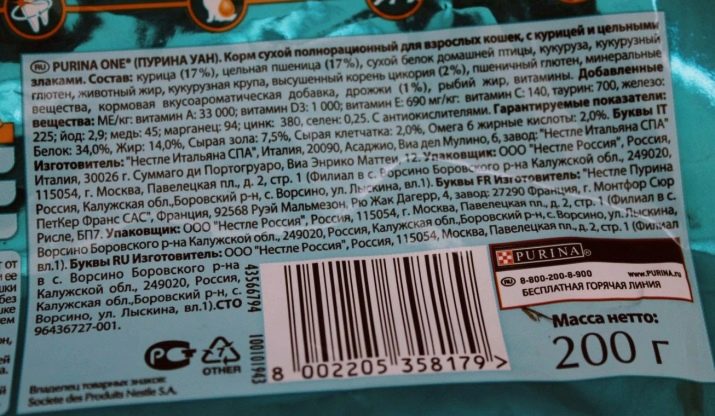 RU PURINA ONE® (ПУРИНА УАН). Корм сухой полнорационный для взрослых кошек, с курицей и цельными
злаками. Состав: курица (17%), цельная пшеница (17%), сухой белок домашней птицы, кукуруза, кукурузный
глютен, животный жир, кукурузная крупа, высушенный корень цикория (2%), пшеничный глютен, минеральные
вещества, кормовая вкусоароматическая добавка, дрожжи (1%), рыбий жир, витамины. Добавленные
вещества: МЕ/кг: витамин А: 33 000; витамин D3: 1 000; витамин Е: 690 мг/кг: витамин С: 140, таурин: 700, железо:
225; йод: 2,9; медь: 45; марганец: 94; цинк: 380, селен: 0,25. С антиокислителями. Гарантируемые показатели:
Белок: 34,0%, Жир: 14,0%, Сырая зола: 7,5%, Сырая клетчатка: 2,0%, Омега 6 жирные кислоты: 2,0%. Буквы IT
Изготовитель: "Нестле Итальяна СПА", Италия, 20090, Асаджио, Виа дел Мулино, 6, завод: "Нестле Итальяна СПА"
Италия, 30026 г. Суммаго ди Портогруаро, Виа Энрико Маттеи, 12. Упаковщик: ООО "Нестле Россия", Россия,
115054, г. Москва, Павелецкая пл., д. 2, стр. 1 (Филиал в с. Ворсино Боровского р-на Калужской обл., 249020,
Россия, Калужская обл.,Боровский р-н, с. Ворсино, ул. Лыскина, вл.1). Буквы FR Изготовитель: "Нестле Пурина
ПетКер Франс САС", Франция, 92568 Руэй Мальмезон, Рю Жак Дагерр, 4, завод: 27290 Франция, г. Монтфор Сюр
Рисле, БП7. Упаковщик: ООО "Нестле Россия", Россия, 115054, г. Москва, Павелецкая пл., д. 2, стр. 1 (Филиал в с.
Ворсино Боровского р-на Калужской обл., 249020, Россия, Калужская обл.,Боровский р-н, с. Ворсино, ул. Лыскина,
вл.1). Буквы RU Изготовитель: ООО "Нестле Россия", Россия, 115054, Москва, Павелецкая пл., д. 2, стр. 1 (Филиал
в с. Ворсино Боровского р-на
Калужской обл., 249020, Россия,
Калужская обл.,Боровский р-н, с.
Ворсино, ул. Лыскина, вл.1).СТО
96436727-001.
43566794
100101943
PURINA®
RU 8-800-200-8-900
www.PURINA.ru
БЕСПЛАТНАЯ ГОРЯЧАЯ ЛИНИЯ
Масса нетто:
200 г
РСТ
7
OTHER
8 002205 358179 >
Владелец товарных знаков:
Societe des Produits Nestle S.A.